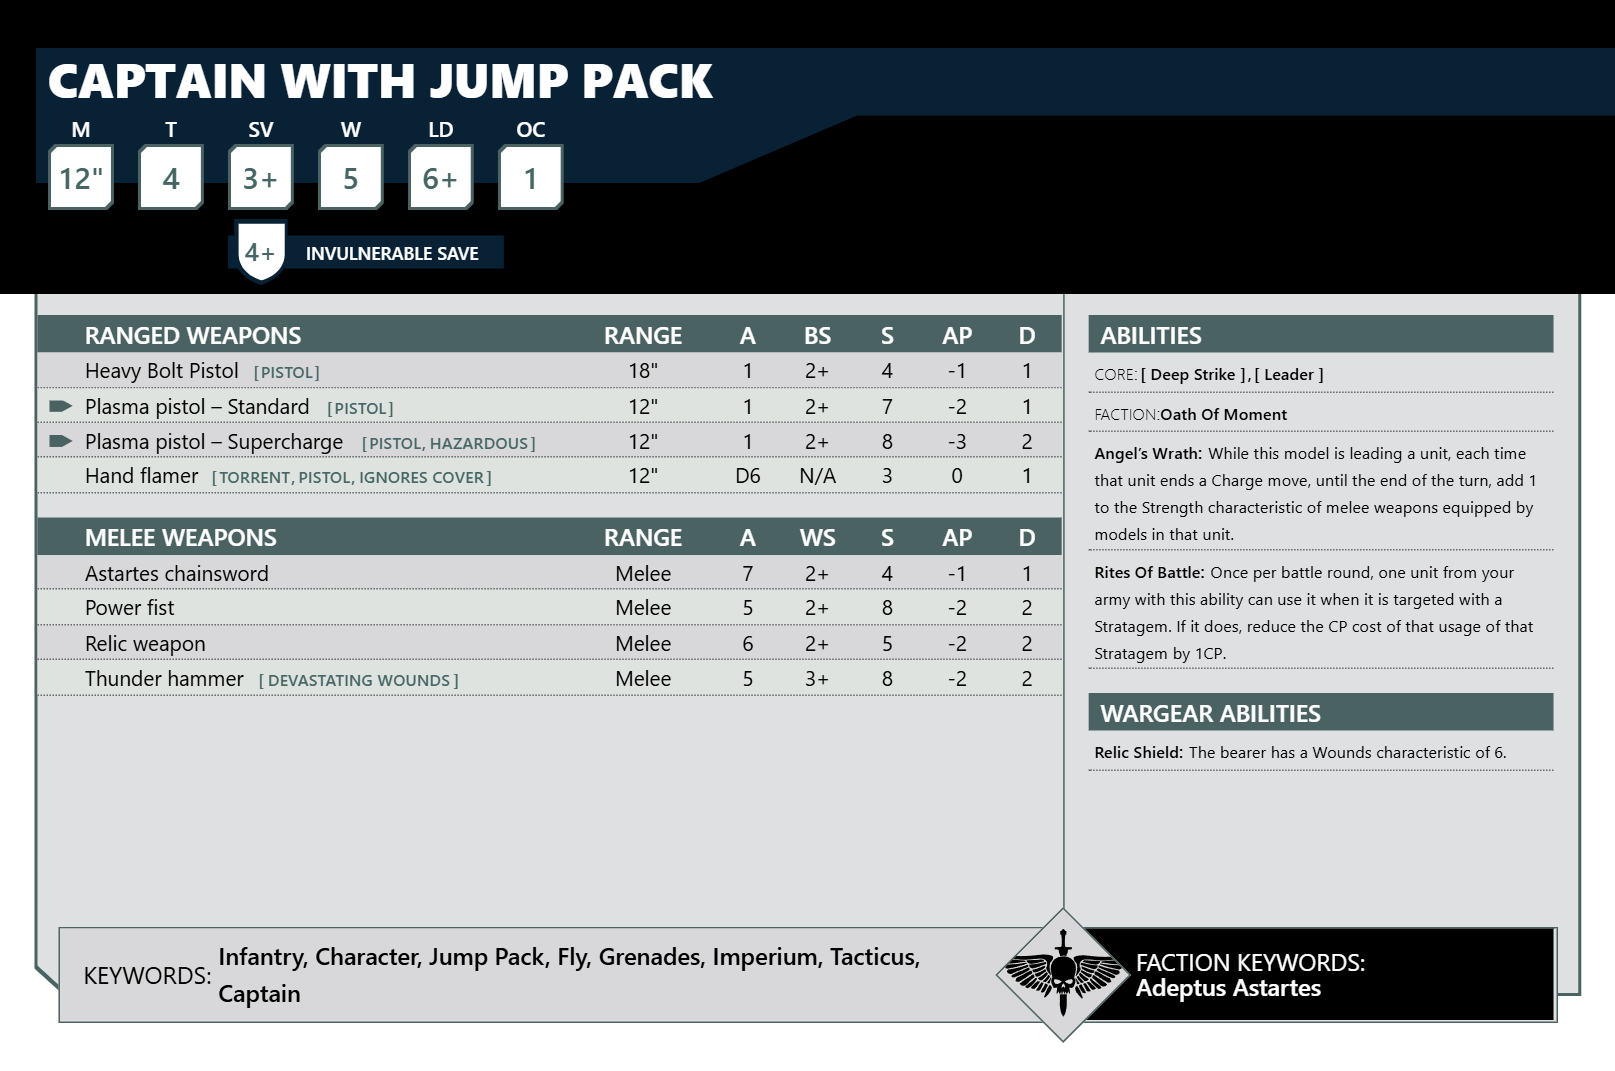 CAPTAIN WITH JUMP PACK
M T SV W LD OC
12" 4 3+ 5 6+ 1
4+ INVULNERABLE SAVE
RANGED WEAPONS RANGE A BS S AP D
Heavy Bolt Pistol [PISTOL] 18" 1 2+ 4 -1 1
Plasma pistol – Standard [PISTOL] 12" 1 2+ 7 -2 1
Plasma pistol – Supercharge [PISTOL, HAZARDOUS] 12" 1 2+ 8 -3 2
Hand flamer [TORRENT, PISTOL, IGNORES COVER] 12" D6 N/A 3 0 1
MELEE WEAPONS RANGE A WS S AP D
Astartes chainsword Melee 7 2+ 4 -1 1
Power fist Melee 5 2+ 8 -2 2
Relic weapon Melee 6 2+ 5 -2 2
Thunder hammer [ DEVASTATING WOUNDS ] Melee 5 3+ 8 -2 2
ABILITIES
CORE: [ Deep Strike ], [ Leader ]
FACTION:Oath Of Moment
Angel's Wrath: While this model is leading a unit, each time
that unit ends a Charge move, until the end of the turn, add 1
to the Strength characteristic of melee weapons equipped by
models in that unit.
Rites Of Battle: Once per battle round, one unit from your
army with this ability can use it when it is targeted with a
Stratagem. If it does, reduce the CP cost of that usage of that
Stratagem by 1CP.
WARGEAR ABILITIES
Relic Shield: The bearer has a Wounds characteristic of 6.
KEYWORDS: Infantry, Character, Jump Pack, Fly, Grenades, Imperium, Tacticus,
Captain
FACTION KEYWORDS:
Adeptus Astartes